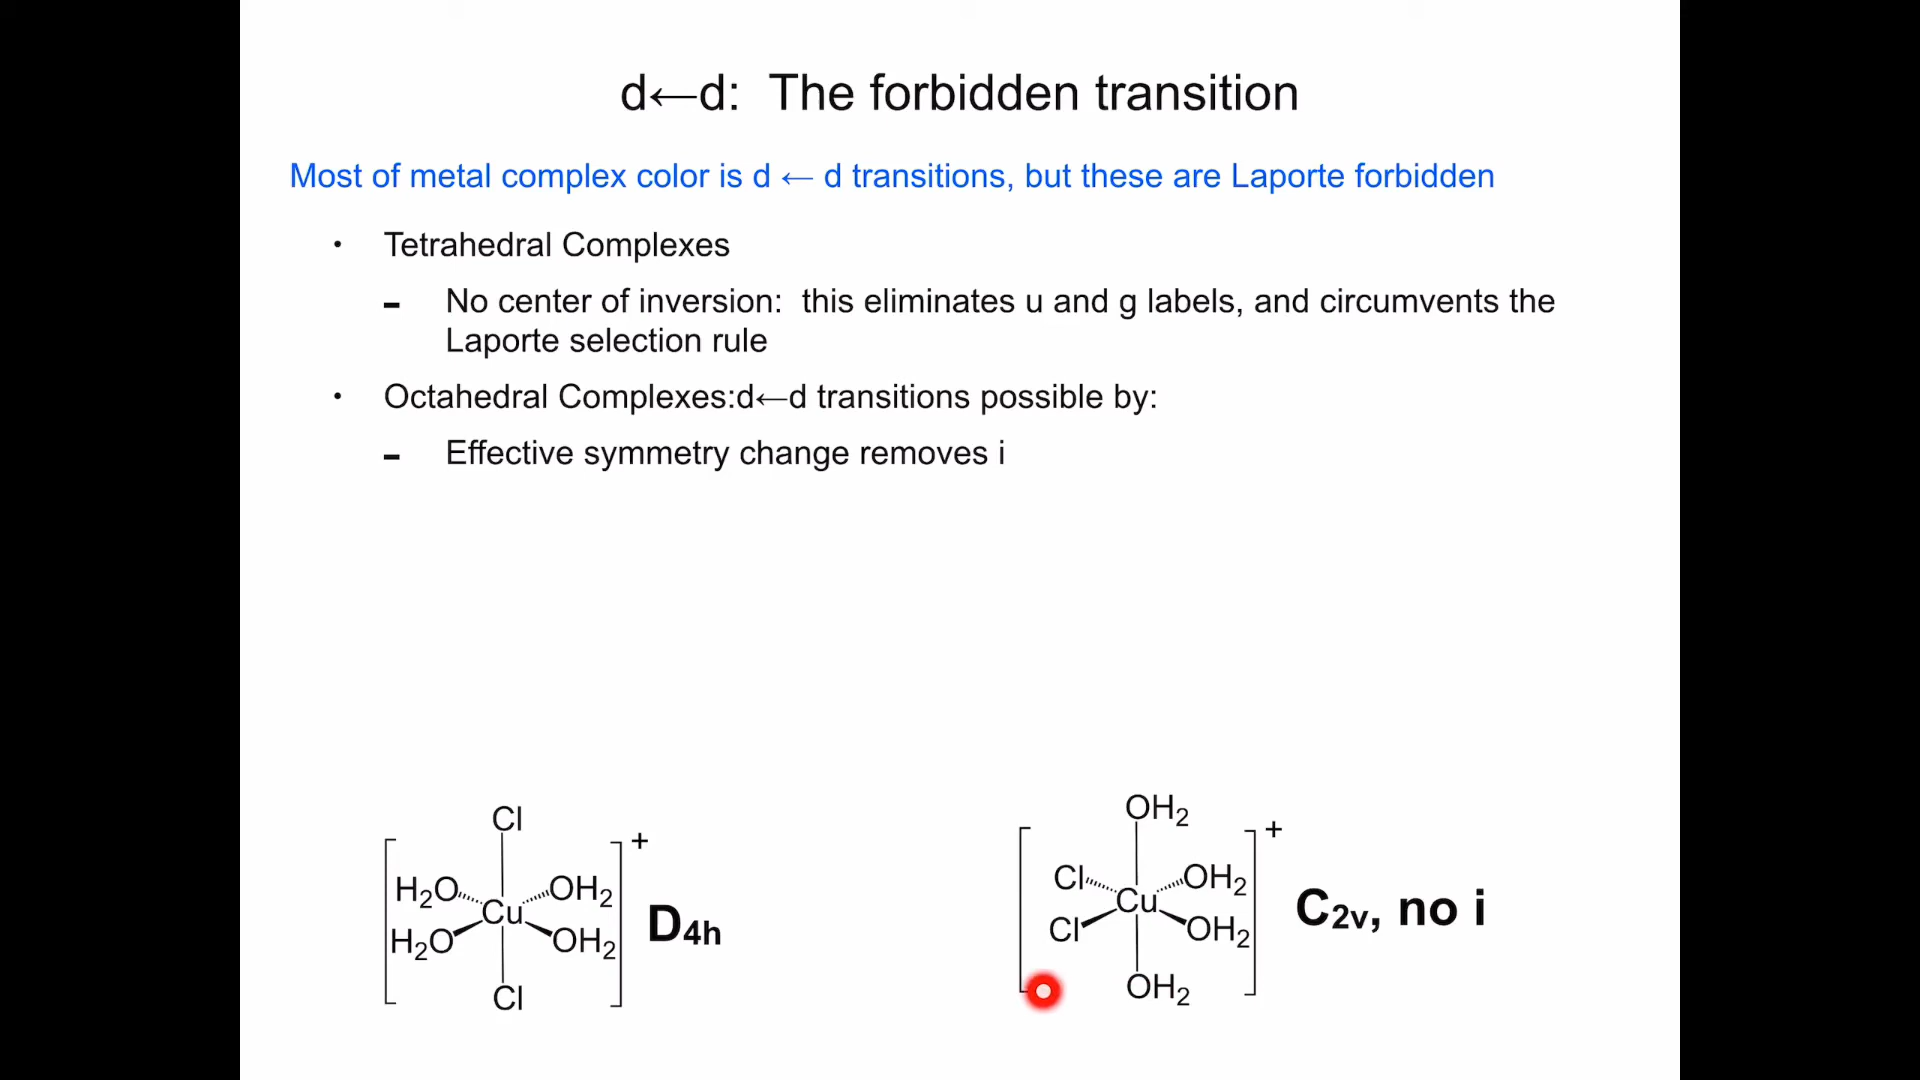 d←d:  The forbidden transition
Most of metal complex color is d ← d transitions, but these are Laporte forbidden
• Tetrahedral Complexes
– No center of inversion:  this eliminates u and g labels, and circumvents the
Laporte selection rule
• Octahedral Complexes:d←d transitions possible by:
– Effective symmetry change removes i
Cl
+
H₂O OH₂
Cu
H₂O OH₂
Cl
D₄ₕ
OH₂
+
Cl OH₂
Cu
Cl OH₂
OH₂
C₂ᵥ, no i